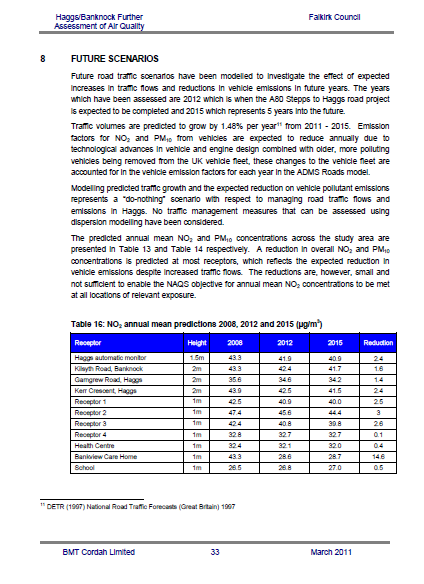 Haggs/Banknock Further Falkirk Council
Assessment of Air Quality
8 FUTURE SCENARIOS
Future road traffic scenarios have been modelled to investigate the effect of expected
increases in traffic flows and reductions in vehicle emissions in future years. The years
which have been assessed are 2012 which is when the A80 Stepps to Haggs road project
is expected to be completed and 2015 which represents 5 years into the future.
Traffic volumes are predicted to grow by 1.48% per year¹¹ from 2011 - 2015. Emission
factors for NO₂ and PM₁₀ from vehicles are expected to reduce annually due to
technological advances in vehicle and engine design combined with older, more polluting
vehicles being removed from the UK vehicle fleet, these changes to the vehicle fleet are
accounted for in the vehicle emission factors for each year in the ADMS Roads model.
Modelling predicted traffic growth and the expected reduction on vehicle pollutant emissions
represents a "do-nothing" scenario with respect to managing road traffic flows and
emissions in Haggs. No traffic management measures that can be assessed using
dispersion modelling have been considered.
The predicted annual mean NO₂ and PM₁₀ concentrations across the study area are
presented in Table 13 and Table 14 respectively. A reduction in overall NO₂ and PM₁₀
concentrations is predicted at most receptors, which reflects the expected reduction in
vehicle emissions despite increased traffic flows. The reductions are, however, small and
not sufficient to enable the NAQS objective for annual mean NO₂ concentrations to be met
at all locations of relevant exposure.
Table 16: NO₂ annual mean predictions 2008, 2012 and 2015 (µg/m³)
Receptor Height 2008 2012 2015 Reduction
Haggs automatic monitor 1.5m 43.3 41.9 40.9 2.4
Kilsyth Road, Banknock 2m 43.3 42.4 41.7 1.6
Garngrew Road, Haggs 2m 35.6 34.6 34.2 1.4
Kerr Crescent, Haggs 2m 43.9 42.5 41.5 2.4
Receptor 1 1m 42.5 40.9 40.0 2.5
Receptor 2 1m 47.4 45.6 44.4 3
Receptor 3 1m 42.4 40.8 39.8 2.6
Receptor 4 1m 32.8 32.7 32.7 0.1
Health Centre 1m 32.4 32.1 32.0 0.4
Bankview Care Home 1m 43.3 28.6 28.7 14.6
School 1m 26.5 26.8 27.0 0.5
¹¹ DETR (1997) National Road Traffic Forecasts (Great Britain) 1997
BMT Cordah Limited 33 March 2011